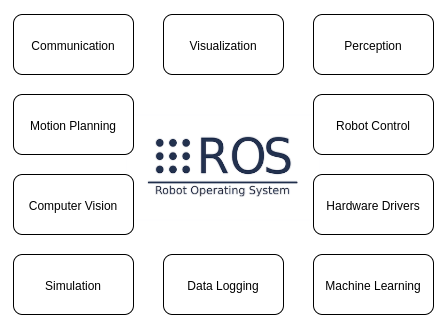 Communication
Visualization
Perception
Motion Planning
Robot Control
ROS
Robot Operating System
Computer Vision
Hardware Drivers
Simulation
Data Logging
Machine Learning